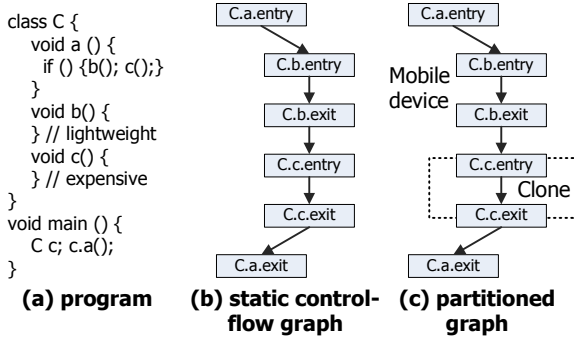 class C {
void a () {
if () {b(); c();}
}
void b() {
} // lightweight
void c() {
} // expensive
}
void main () {
C c; c.a();
}
(a) program
C.a.entry
C.b.entry
C.b.exit
C.c.entry
C.c.exit
C.a.exit
(b) static control-
flow graph
C.a.entry
C.b.entry
Mobile
device
C.b.exit
C.c.entry
Clone
C.c.exit
C.a.exit
(c) partitioned
graph